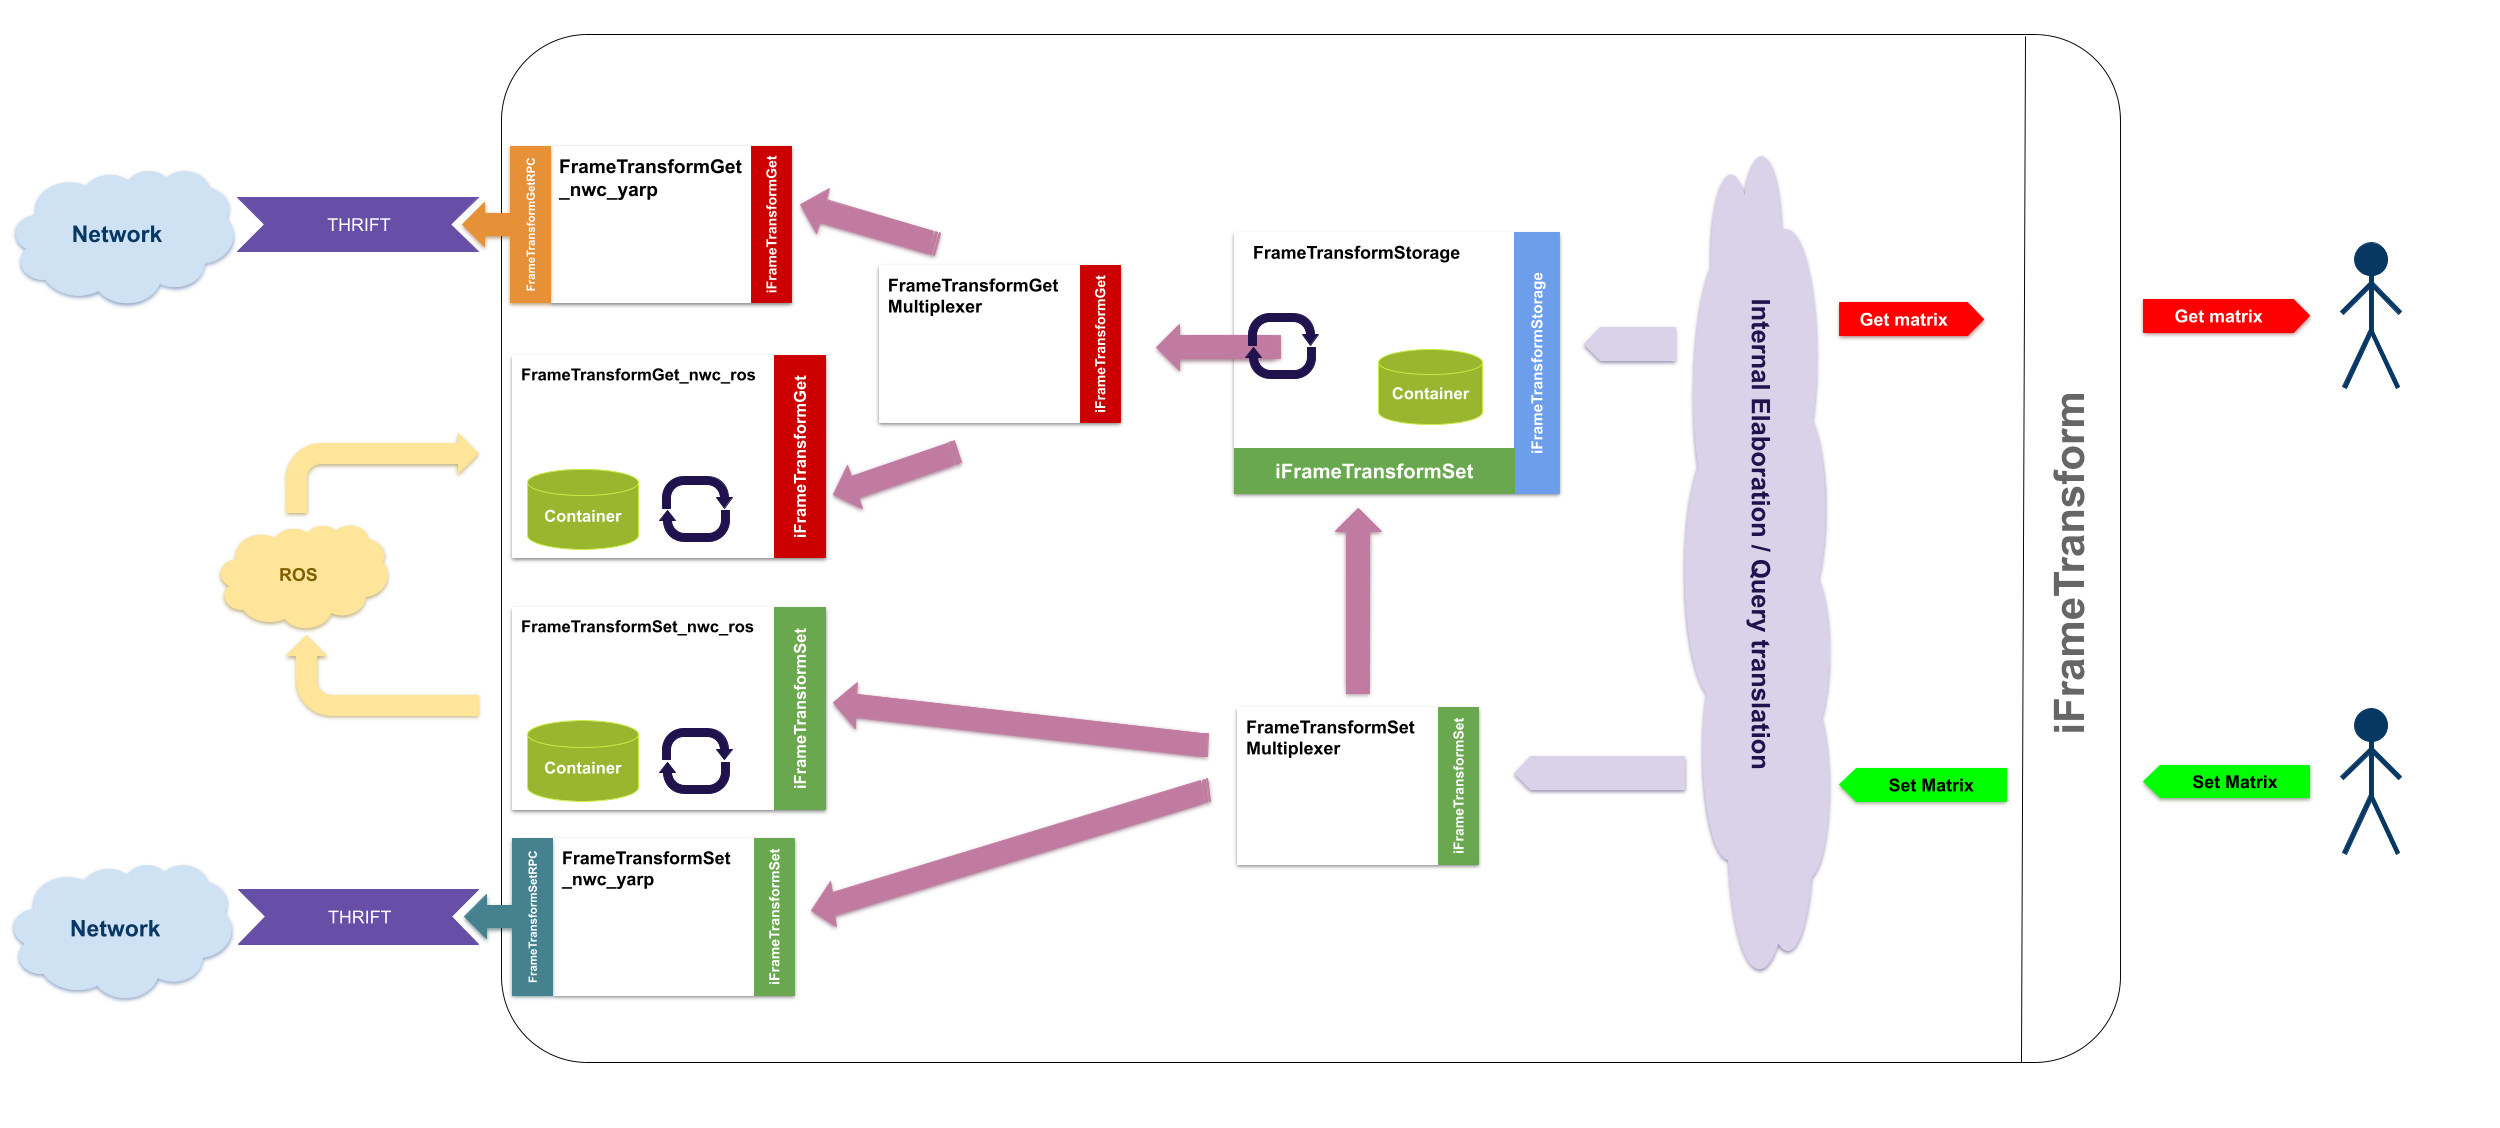 Network
THRIFT
FrameTransformGetRPC
FrameTransformGet
_nwc_yarp
iFrameTransformGet
FrameTransformGet
Multiplexer
iFrameTransformGet
FrameTransformStorage
Container
iFrameTransformSet
iFrameTransformStorage
Internal Elaboration / Query translation
Get matrix
iFrameTransform
Get matrix
FrameTransformGet_nwc_ros
Container
iFrameTransformGet
ROS
FrameTransformSet_nwc_ros
Container
iFrameTransformSet
FrameTransformSet
Multiplexer
iFrameTransformSet
Set Matrix
Set Matrix
Network
THRIFT
FrameTransformSetRPC
FrameTransformSet
_nwc_yarp
iFrameTransformSet